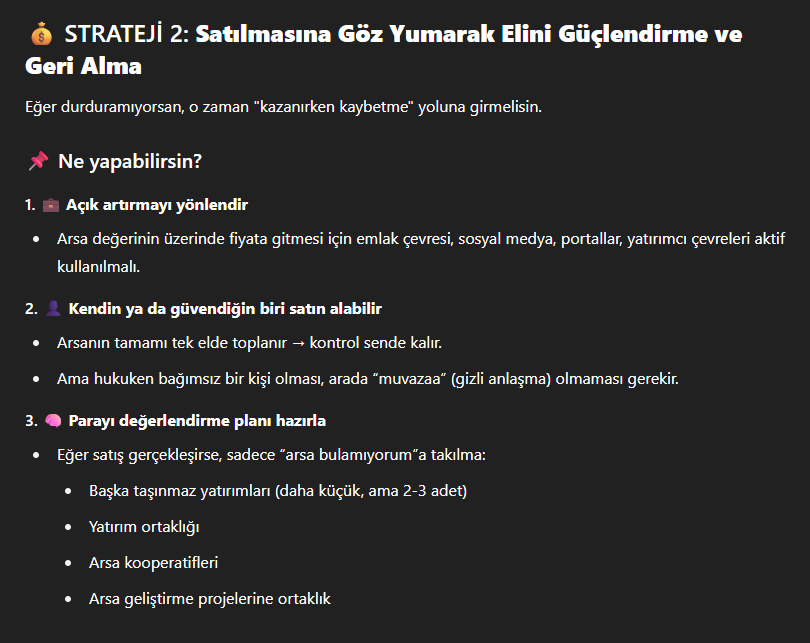 💰 STRATEJİ 2: Satılmasına Göz Yumarak Elini Güçlendirme ve
Geri Alma
Eğer durduramıyorsan, o zaman "kazanırken kaybetme" yoluna girmelisin.
📌 Ne yapabilirsin?
1. 💼 Açık artırmayı yönlendir
• Arsa değerinin üzerinde fiyata gitmesi için emlak çevresi, sosyal medya, portallar, yatırımcı çevreleri aktif
kullanılmalı.
2. 👤 Kendin ya da güvendiğin biri satın alabilir
• Arsanın tamamı tek elde toplanır → kontrol sende kalır.
• Ama hukuken bağımsız bir kişi olması, arada “muvazaa” (gizli anlaşma) olmaması gerekir.
3. 🧠 Parayı değerlendirme planı hazırla
• Eğer satış gerçekleşirse, sadece “arsa bulamıyorum”a takılma:
• Başka taşınmaz yatırımları (daha küçük, ama 2-3 adet)
• Yatırım ortaklığı
• Arsa kooperatifleri
• Arsa geliştirme projelerine ortaklık